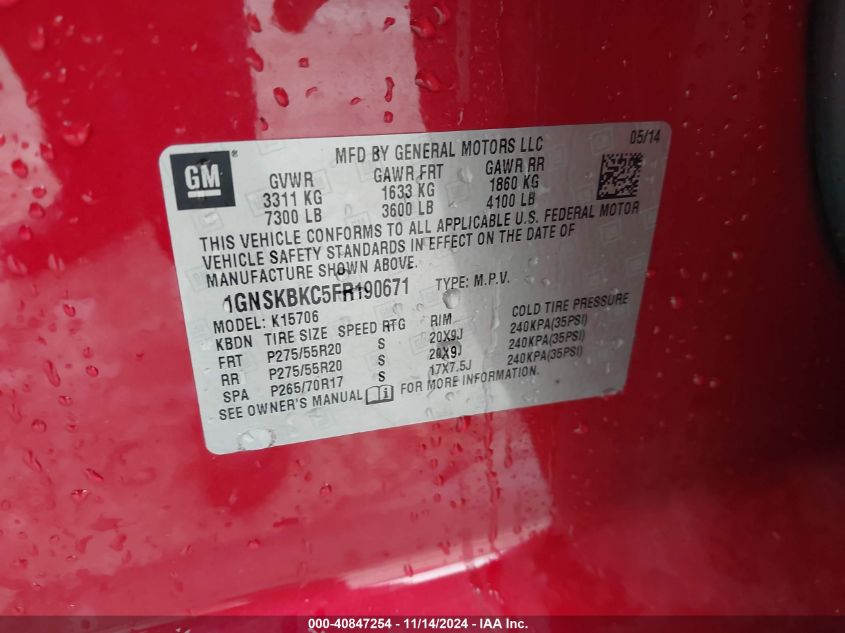 GM ®
MFD BY GENERAL MOTORS LLC 05/14
GVWR GAWR FRT GAWR RR
3311 KG 1633 KG 1860 KG
7300 LB 3600 LB 4100 LB
THIS VEHICLE CONFORMS TO ALL APPLICABLE U.S. FEDERAL MOTOR
VEHICLE SAFETY STANDARDS IN EFFECT ON THE DATE OF
MANUFACTURE SHOWN ABOVE.
1GNSKBKC5FR190671 TYPE: M.P.V.
MODEL: K15706
KBDN TIRE SIZE SPEED RTG RIM COLD TIRE PRESSURE
FRT P275/55R20 S 20X9J 240KPA(35PSI)
RR P275/55R20 S 20X9J 240KPA(35PSI)
SPA P265/70R17 S 17X7.5J 240KPA(35PSI)
SEE OWNER'S MANUAL FOR MORE INFORMATION.
000-40847254 - 11/14/2024 - IAA Inc.